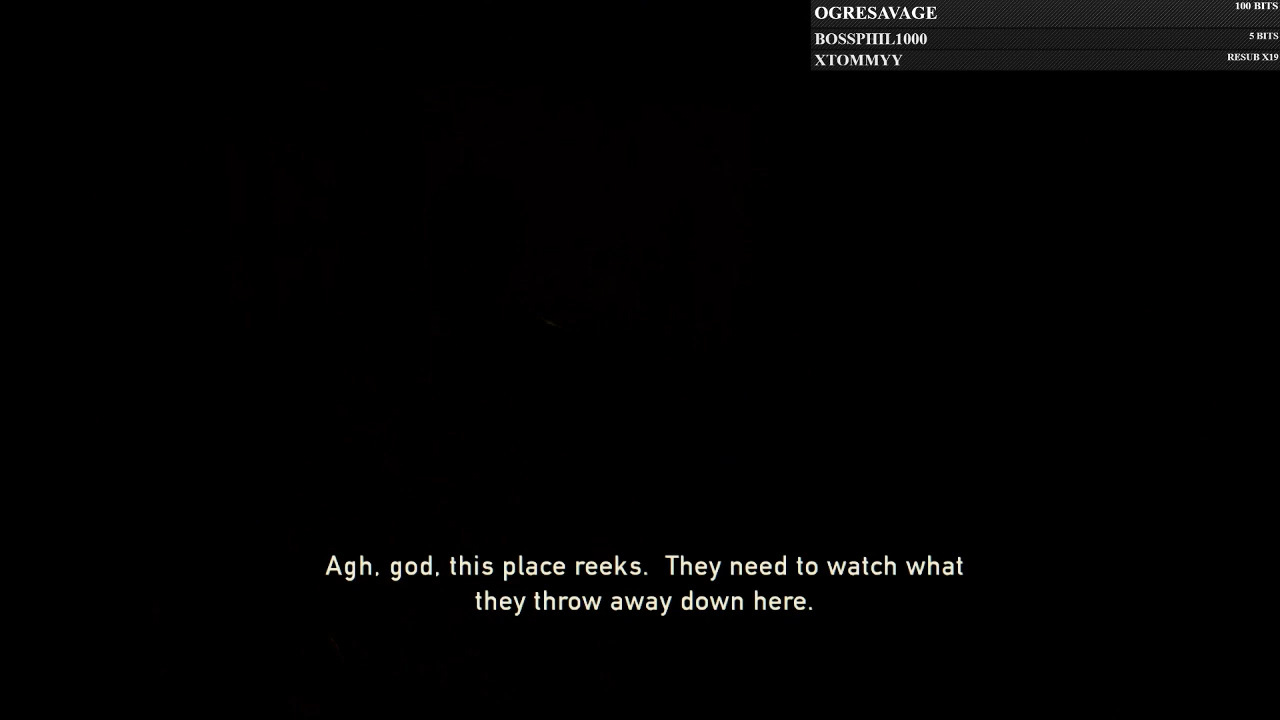 OGRESAVAGE 100 BITS
BOSSPHIL1000 5 BITS
XTOMMYY RESUB X19
Agh, god, this place reeks.  They need to watch what
they throw away down here.